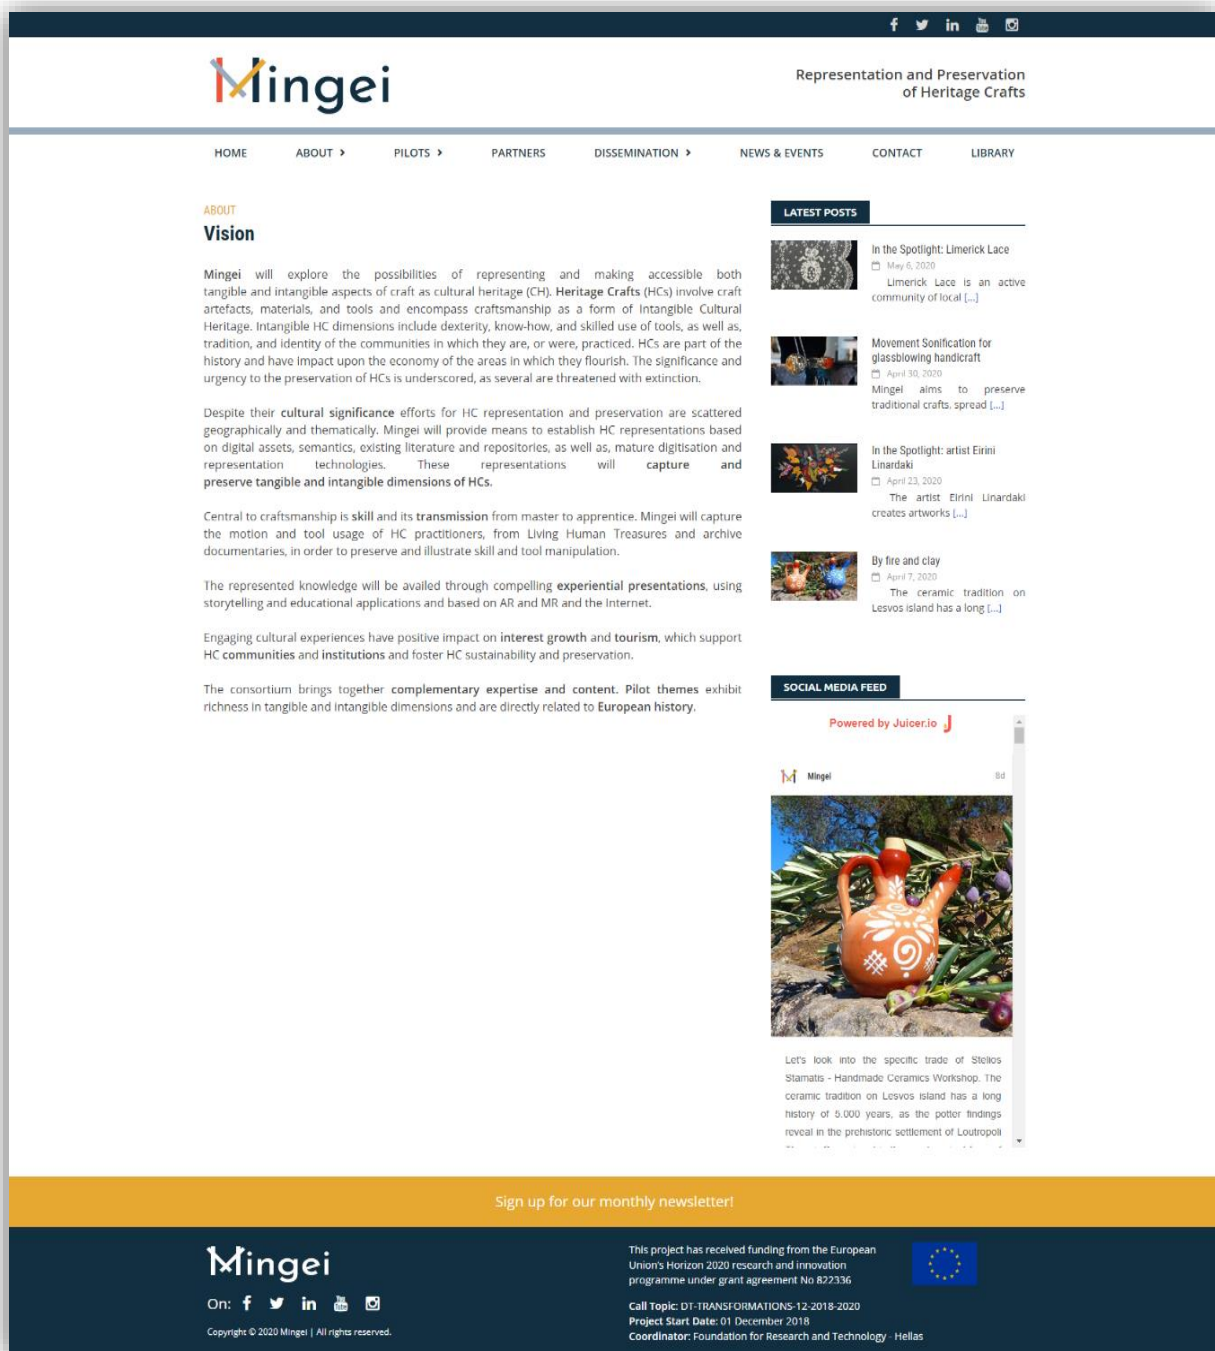 Mingei
Representation and Preservation
of Heritage Crafts
HOME ABOUT PILOTS PARTNERS DISSEMINATION NEWS & EVENTS CONTACT LIBRARY
ABOUT
Vision
Mingei will explore the possibilities of representing and making accessible both
tangible and intangible aspects of craft as cultural heritage (CH). Heritage Crafts (HCs) involve craft
artefacts, materials, and tools and encompass craftsmanship as a form of Intangible Cultural
Heritage. Intangible HC dimensions include dexterity, know-how, and skilled use of tools, as well as,
tradition, and identity of the communities in which they are, or were, practiced. HCs are part of the
history and have impact upon the economy of the areas in which they flourish. The significance and
urgency to the preservation of HCs is underscored, as several are threatened with extinction.
Despite their cultural significance efforts for HC representation and preservation are scattered
geographically and thematically. Mingei will provide means to establish HC representations based
on digital assets, semantics, existing literature and repositories, as well as, mature digitisation and
representation technologies. These representations will capture and
preserve tangible and intangible dimensions of HCs.
Central to craftsmanship is skill and its transmission from master to apprentice. Mingei will capture
the motion and tool usage of HC practitioners, from Living Human Treasures and archive
documentaries, in order to preserve and illustrate skill and tool manipulation.
The represented knowledge will be availed through compelling experiential presentations, using
storytelling and educational applications and based on AR and MR and the Internet.
Engaging cultural experiences have positive impact on interest growth and tourism, which support
HC communities and institutions and foster HC sustainability and preservation.
The consortium brings together complementary expertise and content. Pilot themes exhibit
richness in tangible and intangible dimensions and are directly related to European history.
LATEST POSTS
In the Spotlight: Limerick Lace
May 6, 2020
Limerick Lace is an active
community of local [...]
Movement Sonification for
glassblowing handicraft
April 30, 2020
Mingei aims to preserve
traditional crafts, spread [...]
In the Spotlight: artist Eirini
Linardaki
April 23, 2020
The artist Eirini Linardaki
creates artworks [...]
By fire and clay
April 7, 2020
The ceramic tradition on
Lesvos island has a long [...]
SOCIAL MEDIA FEED
Powered by Juicer.io
Mingei 8d
Let's look into the specific trade of Stelios
Stamatis - Handmade Ceramics Workshop. The
ceramic tradition on Lesvos island has a long
history of 5.000 years, as the potter findings
reveal in the prehistoric settlement of Loutropoli
Sign up for our monthly newsletter!
Mingei
On:
Copyright © 2020 Mingei | All rights reserved.
This project has received funding from the European
Union's Horizon 2020 research and innovation
programme under grant agreement No 822336
Call Topic: DT-TRANSFORMATIONS-12-2018-2020
Project Start Date: 01 December 2018
Coordinator: Foundation for Research and Technology - Hellas